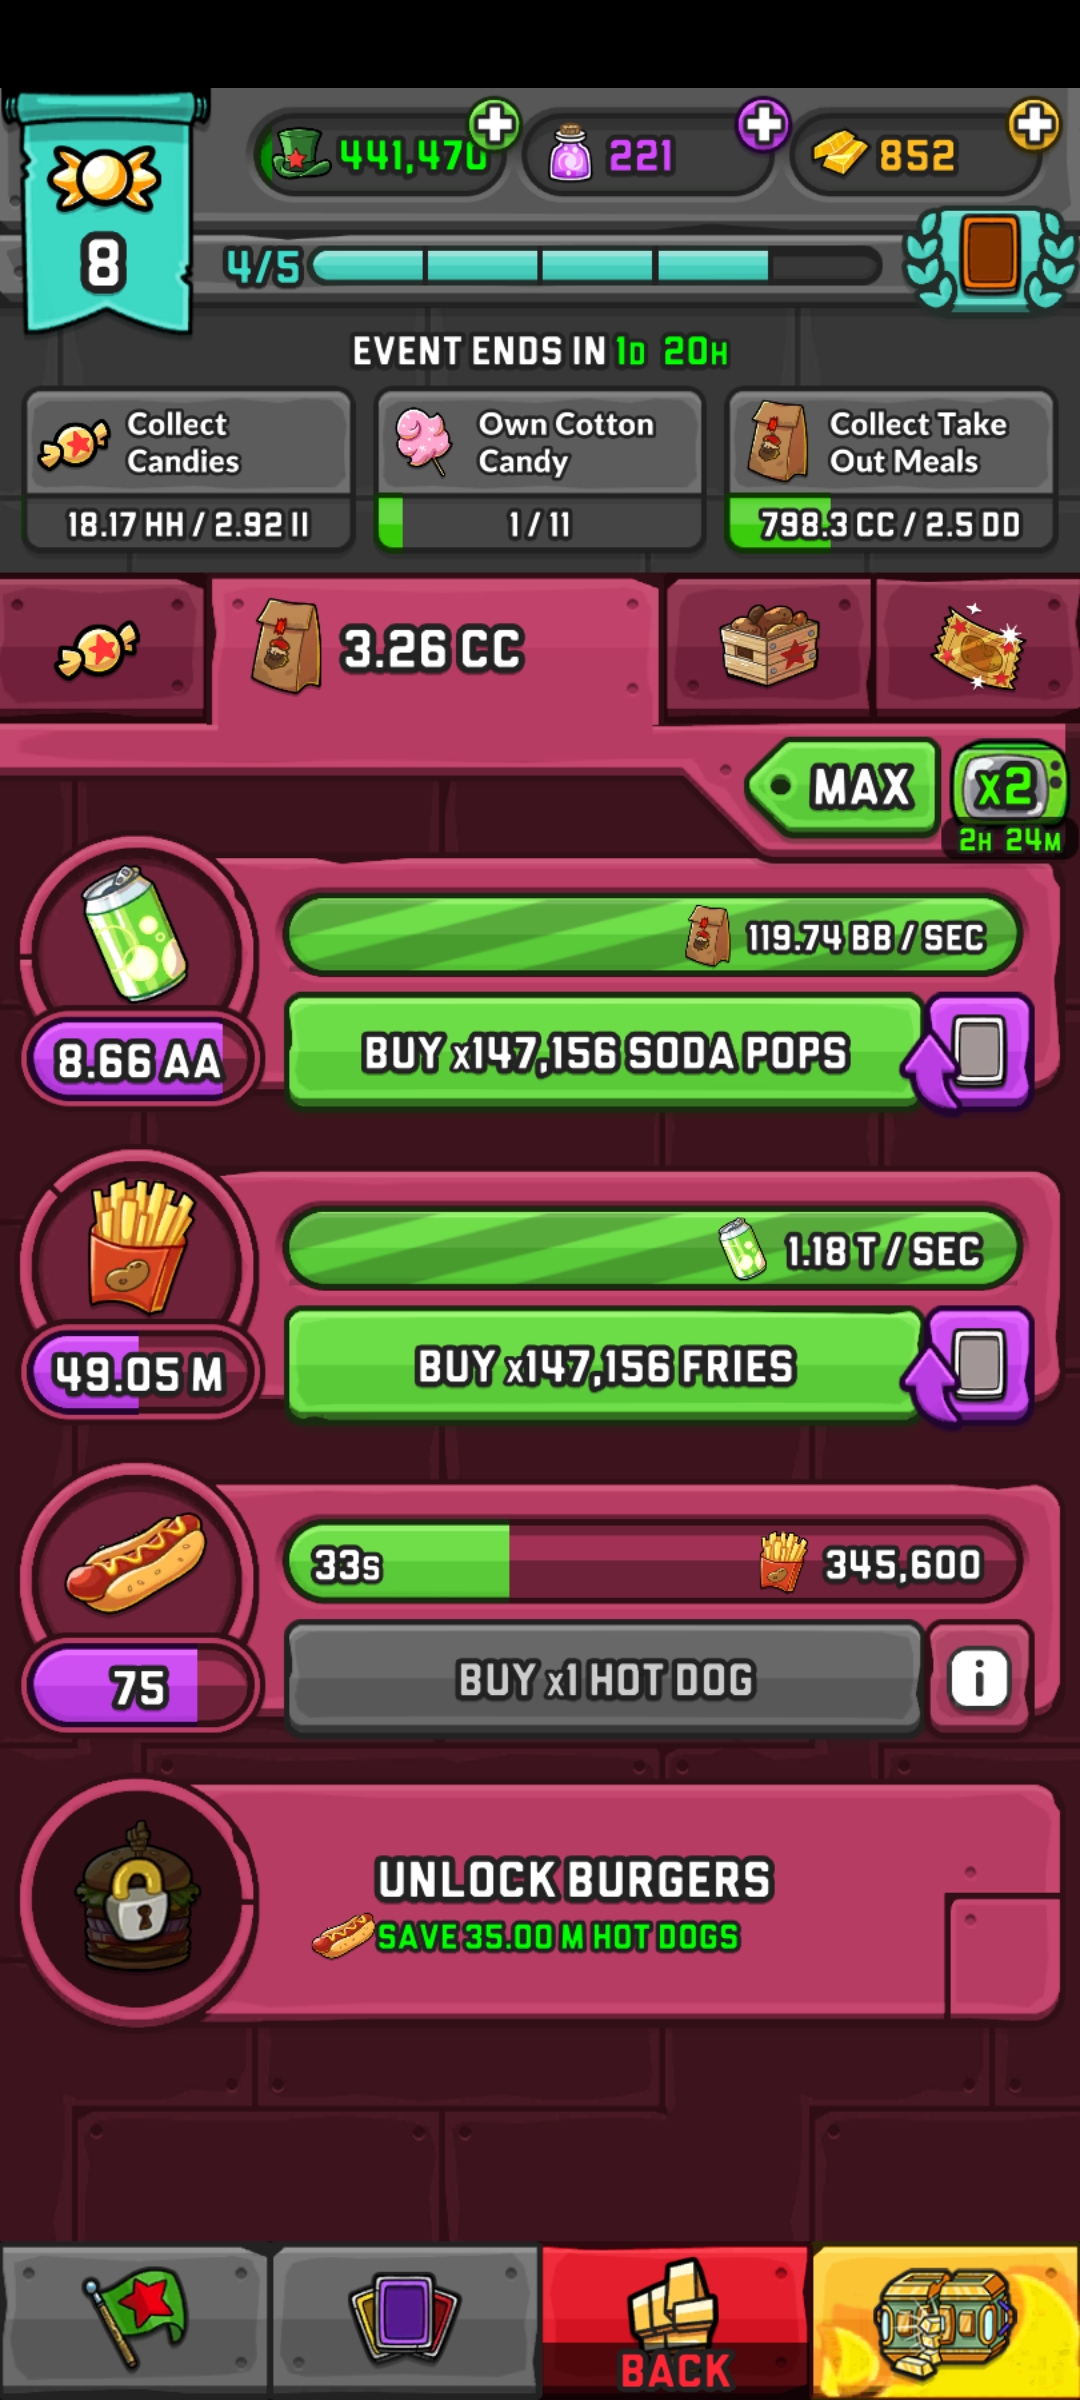 441,470
221
852
8
4/5
EVENT ENDS IN 1D 20H
Collect
Candies
18.17 HH / 2.92 II
Own Cotton
Candy
1 / 11
Collect Take
Out Meals
798.3 CC / 2.5 DD
3.26 CC
MAX
x2
2H 24M
119.74 BB / SEC
8.66 AA
BUY x147,156 SODA POPS
1.18 T / SEC
49.05 M
BUY x147,156 FRIES
33s
345,600
75
BUY x1 HOT DOG
i
UNLOCK BURGERS
SAVE 35.00 M HOT DOGS
BACK